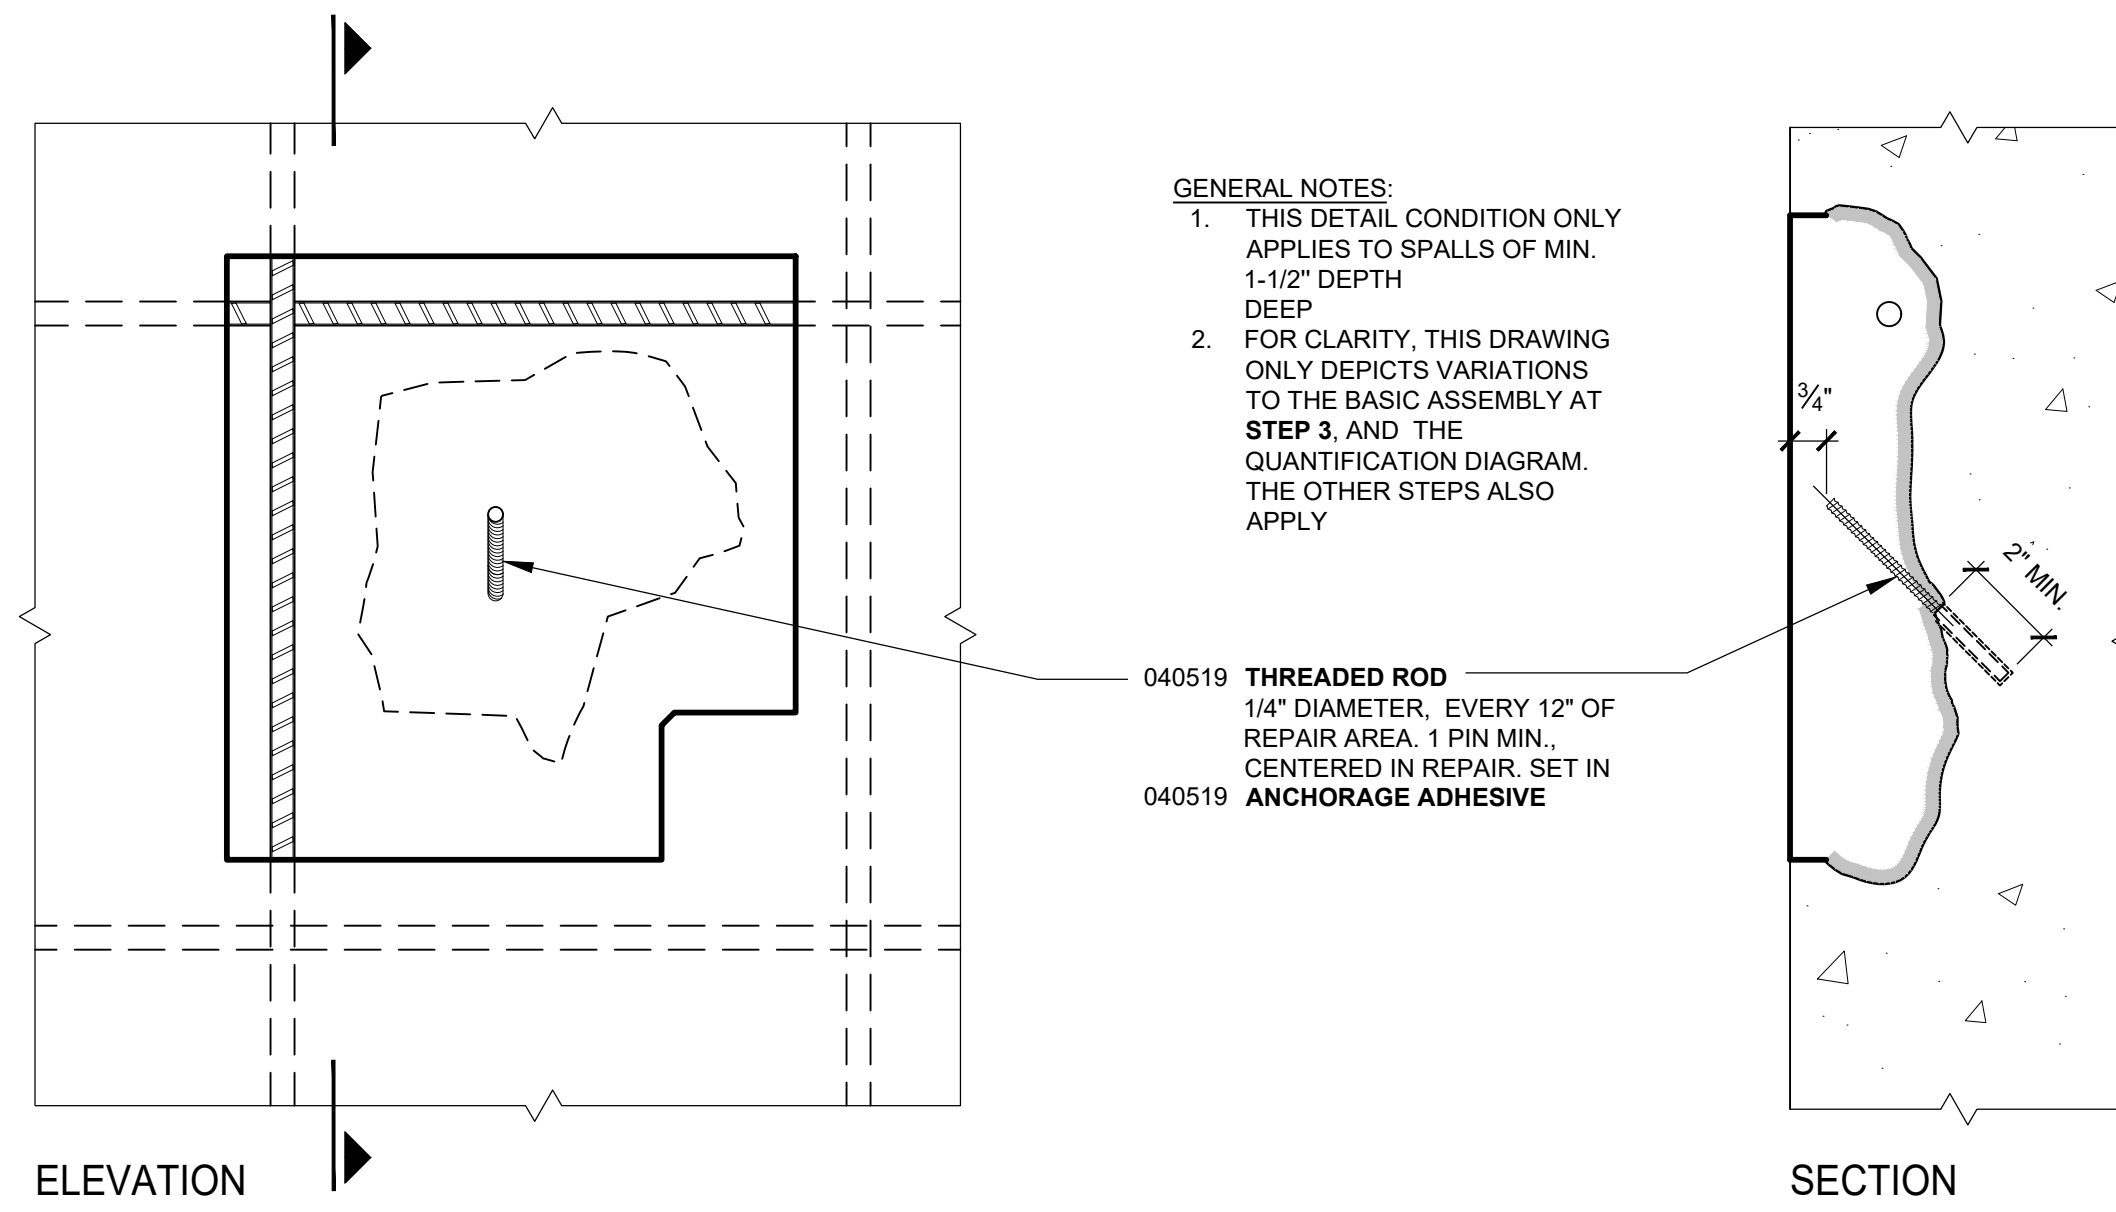 GENERAL NOTES:
1. THIS DETAIL CONDITION ONLY
APPLIES TO SPALLS OF MIN.
1-1/2" DEPTH
DEEP
2. FOR CLARITY, THIS DRAWING
ONLY DEPICTS VARIATIONS
TO THE BASIC ASSEMBLY AT
STEP 3, AND THE
QUANTIFICATION DIAGRAM.
THE OTHER STEPS ALSO
APPLY
040519 THREADED ROD
1/4" DIAMETER, EVERY 12" OF
REPAIR AREA. 1 PIN MIN.,
CENTERED IN REPAIR. SET IN
040519 ANCHORAGE ADHESIVE
3/4"
2" MIN.
ELEVATION
SECTION